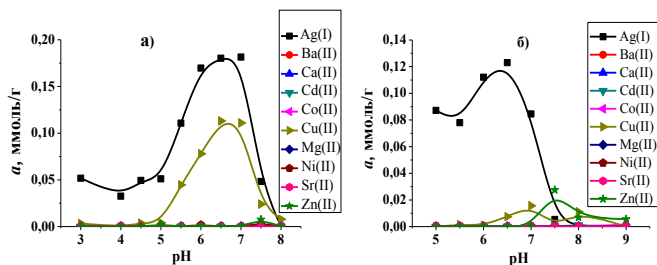 а)
a, ммоль/г
0,20
0,15
0,10
0,05
0,00
3 4 5 6 7 8
pH
Ag(I)
Ba(II)
Ca(II)
Cd(II)
Co(II)
Cu(II)
Mg(II)
Ni(II)
Sr(II)
Zn(II)
б)
a, ммоль/г
0,14
0,12
0,10
0,08
0,06
0,04
0,02
0,00
5 6 7 8 9
pH
Ag(I)
Ba(II)
Ca(II)
Cd(II)
Co(II)
Cu(II)
Mg(II)
Ni(II)
Sr(II)
Zn(II)